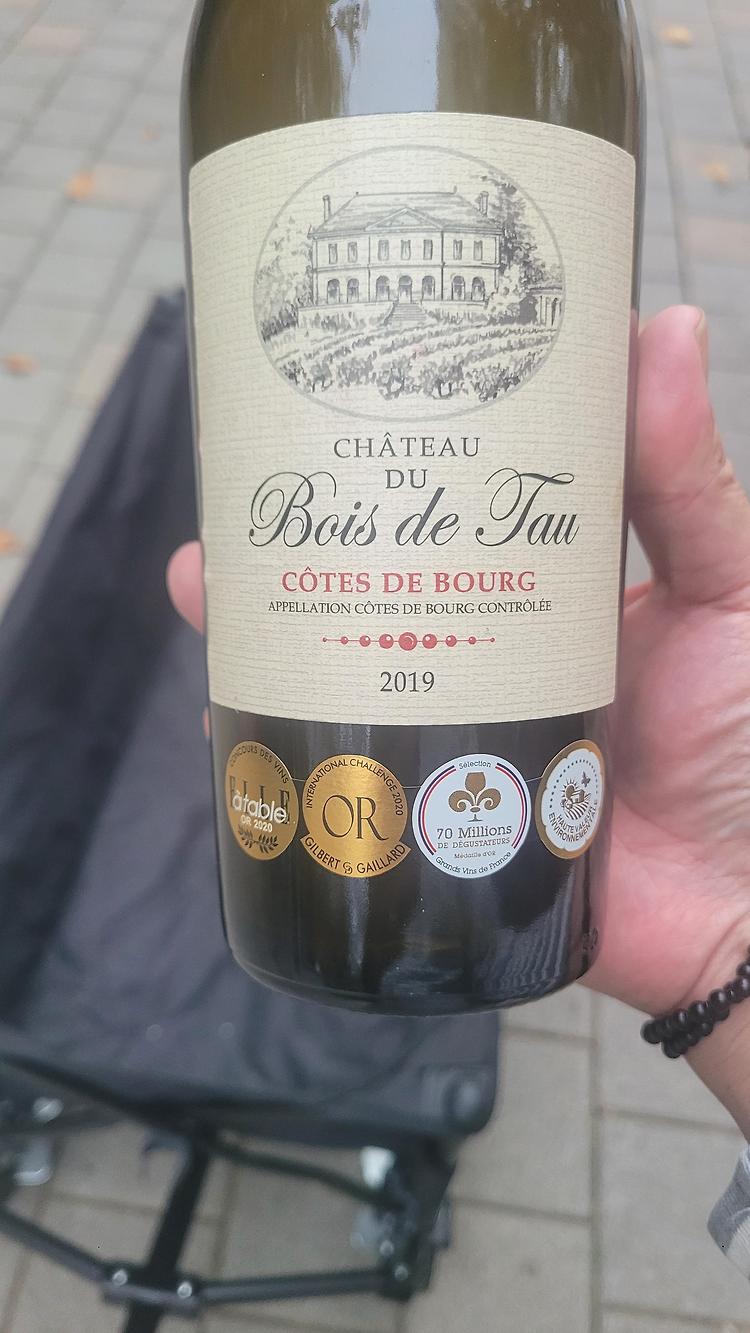 CHÂTEAU
DU
Bois de Tau
CÔTES DE BOURG
APPELLATION CÔTES DE BOURG CONTRÔLÉE
2019
CONCOURS DES VINS
ELLE
à table
OR 2020
INTERNATIONAL CHALLENGE 2020
OR
GILBERT & GAILLARD
Sélection
70 Millions
DE DÉGUSTATEURS
Médaille d'OR
Grands Vins de France
HAUTE VALEUR
ENVIRONNEMENTALE